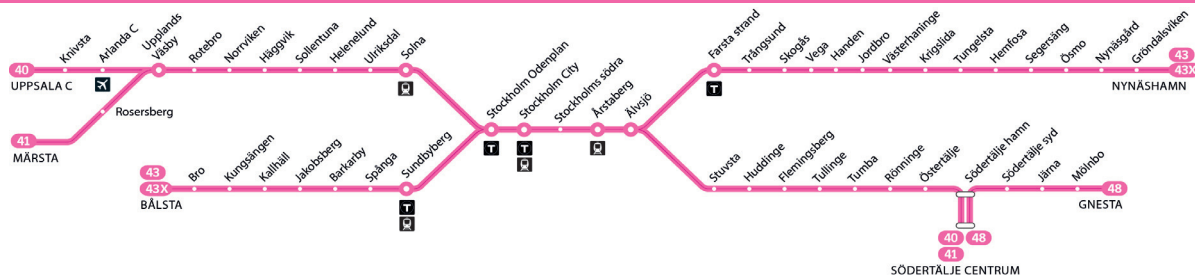 40
UPPSALA C
Knivsta
Arlanda C
Upplands
Väsby
Rotebro
Norrviken
Häggvik
Sollentuna
Helenelund
Ulriksdal
Solna
Rosersberg
41
MÄRSTA
43
43X
BÅLSTA
Bro
Kungsängen
Kallhäll
Jakobsberg
Barkarby
Spånga
Sundbyberg
T
Stockholm Odenplan
T
Stockholm City
T
Stockholms södra
Årstaberg
Älvsjö
Farsta strand
T
Trångsund
Skogås
Vega
Handen
Jordbro
Västerhaninge
Krigslida
Tungelsta
Hemfosa
Segersäng
Ösmo
Nynäsgård
Gröndalsviken
43
43X
NYNÄSHAMN
Stuvsta
Huddinge
Flemingsberg
Tullinge
Tumba
Rönninge
Östertälje
Södertälje hamn
Södertälje syd
Järna
Mölnbo
48
GNESTA
40 48
41
SÖDERTÄLJE CENTRUM